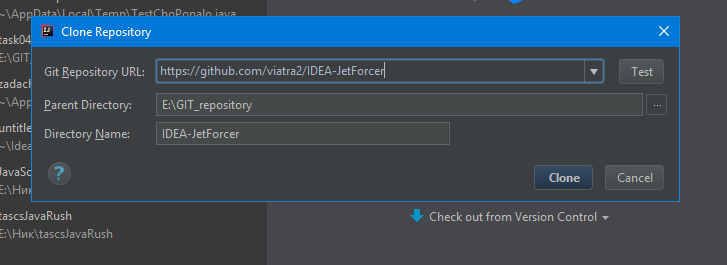 ~\AppData\Local\Temp\TestChoPonalo.java
Clone Repository
task04
Git Repository URL:
https://github.com/viatra2/IDEA-JetForcer
Test
zadach
Parent Directory:
E:\GIT_repository
...
untitle
Directory Name:
IDEA-JetForcer
~\Idea
JavaSc
?
Clone
Cancel
E:\Ник
tascsJavaRush
E:\Ник\tascsJavaRush
Check out from Version Control